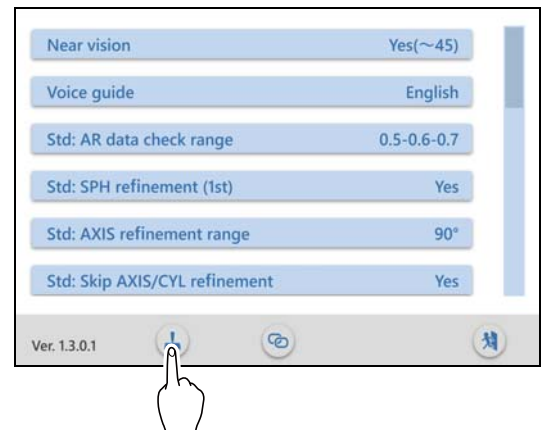 Near vision Yes(～45)
Voice guide English
Std: AR data check range 0.5-0.6-0.7
Std: SPH refinement (1st) Yes
Std: AXIS refinement range 90°
Std: Skip AXIS/CYL refinement Yes
Ver. 1.3.0.1